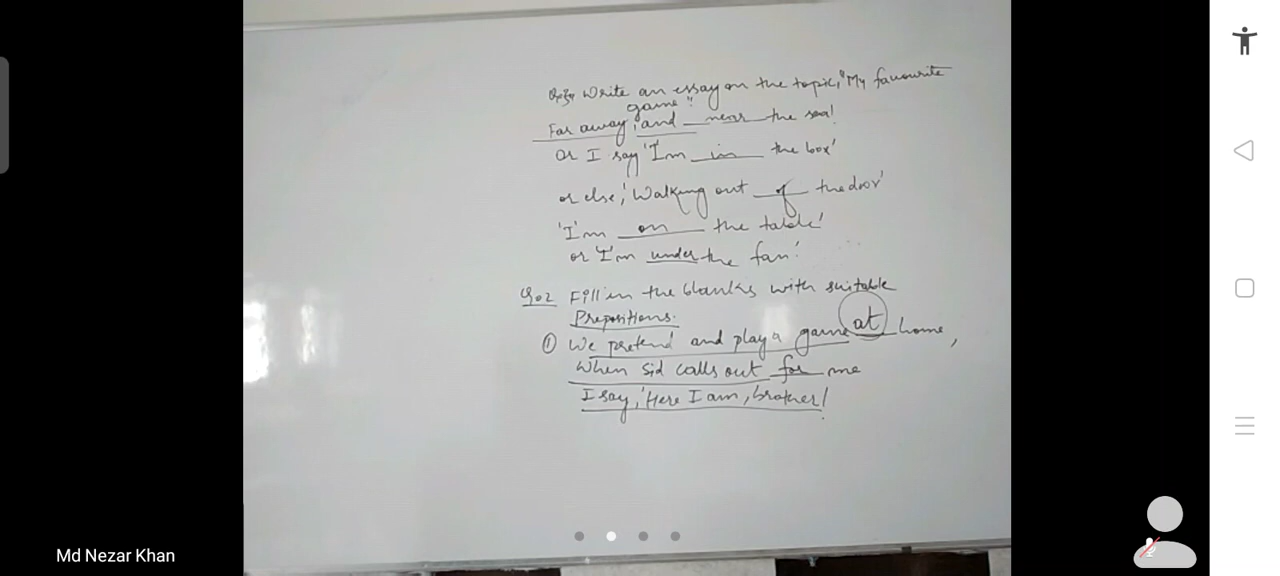 Q.3, Write an essay on the topic, "My favourite
game"
Far away, and near the sea!
Or I say 'I'm in the box'
or else, 'Walking out of the door'
'I'm on the table!
or I'm under the fan!
Q.2 Fill in the blanks with suitable
Prepositions.
① We pretend and play a game at home,
When Sid calls out for me
I say, 'Here I am, brother!
Md Nezar Khan